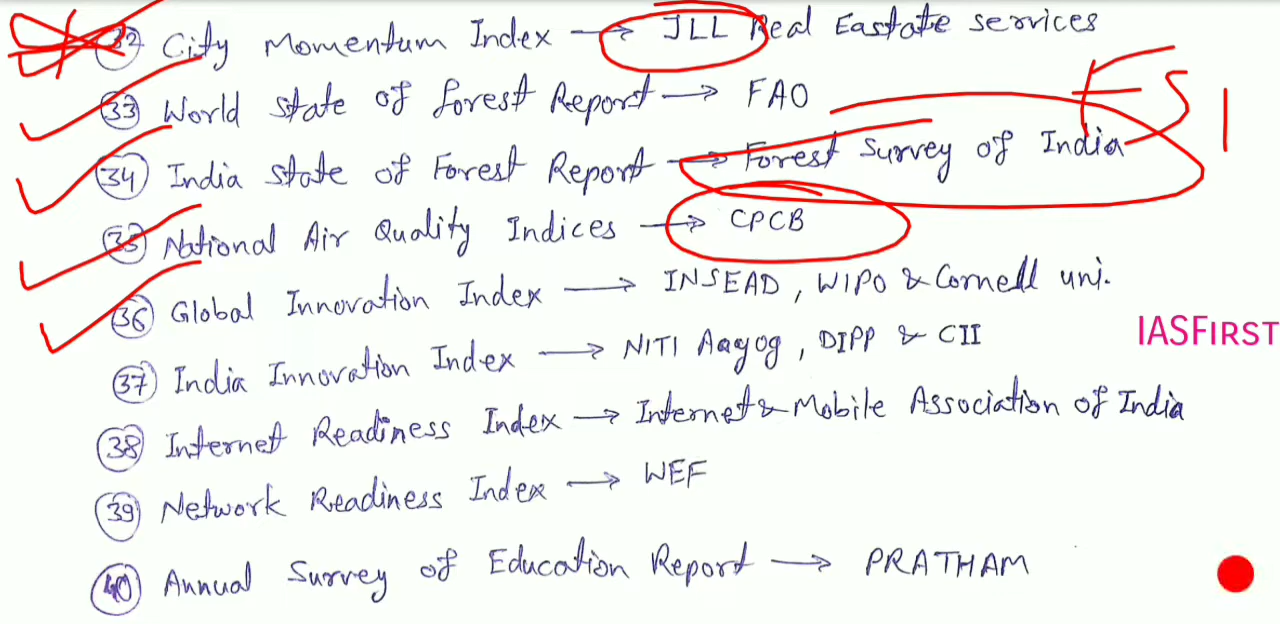 32 City Momentum Index → JLL Real Eastate services
33 World State of forest Report → FAO
FSI
34 India state of Forest Report → Forest Survey of India
35 National Air Quality Indices → CPCB
36 Global Innovation Index → INSEAD, WIPO & Cornell uni.
IASFIRST
37 India Innovation Index → NITI Aayog, DIPP & CII
38 Internet Readiness Index → Internet & Mobile Association of India
39 Network Readiness Index → WEF
40 Annual Survey of Education Report → PRATHAM